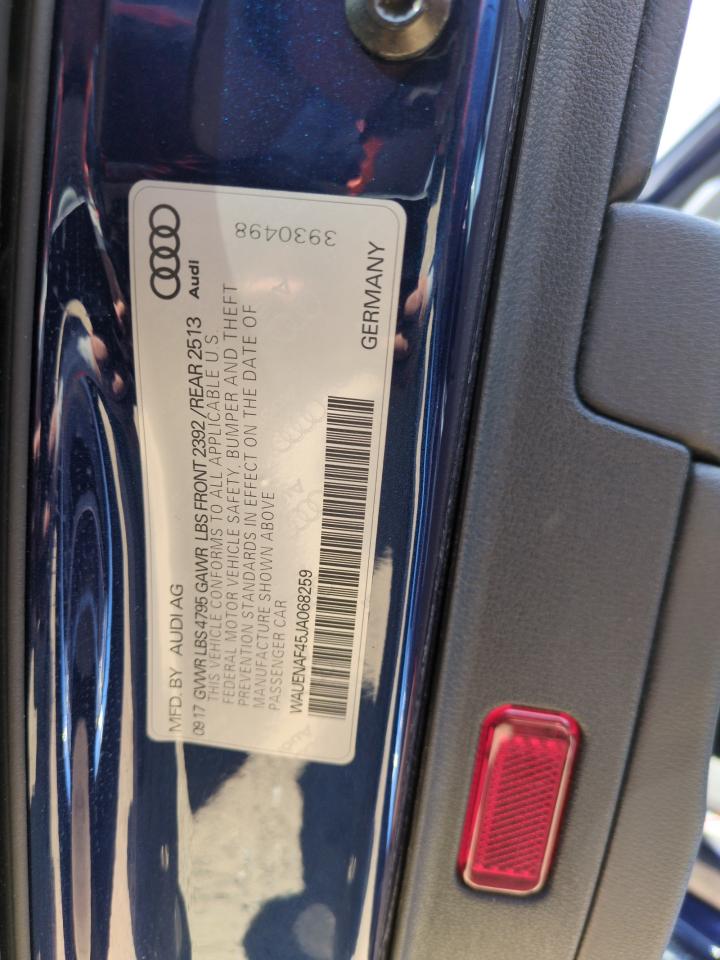 MFD. BY AUDI AG
Audi
09 17 GVWR LBS 4795 GAWR LBS FRONT 2392 / REAR 2513
THIS VEHICLE CONFORMS TO ALL APPLICABLE U.S.
FEDERAL MOTOR VEHICLE SAFETY, BUMPER AND THEFT
PREVENTION STANDARDS IN EFFECT ON THE DATE OF
MANUFACTURE SHOWN ABOVE
PASSENGER CAR
3930498
WAUENAF45JA068259
GERMANY